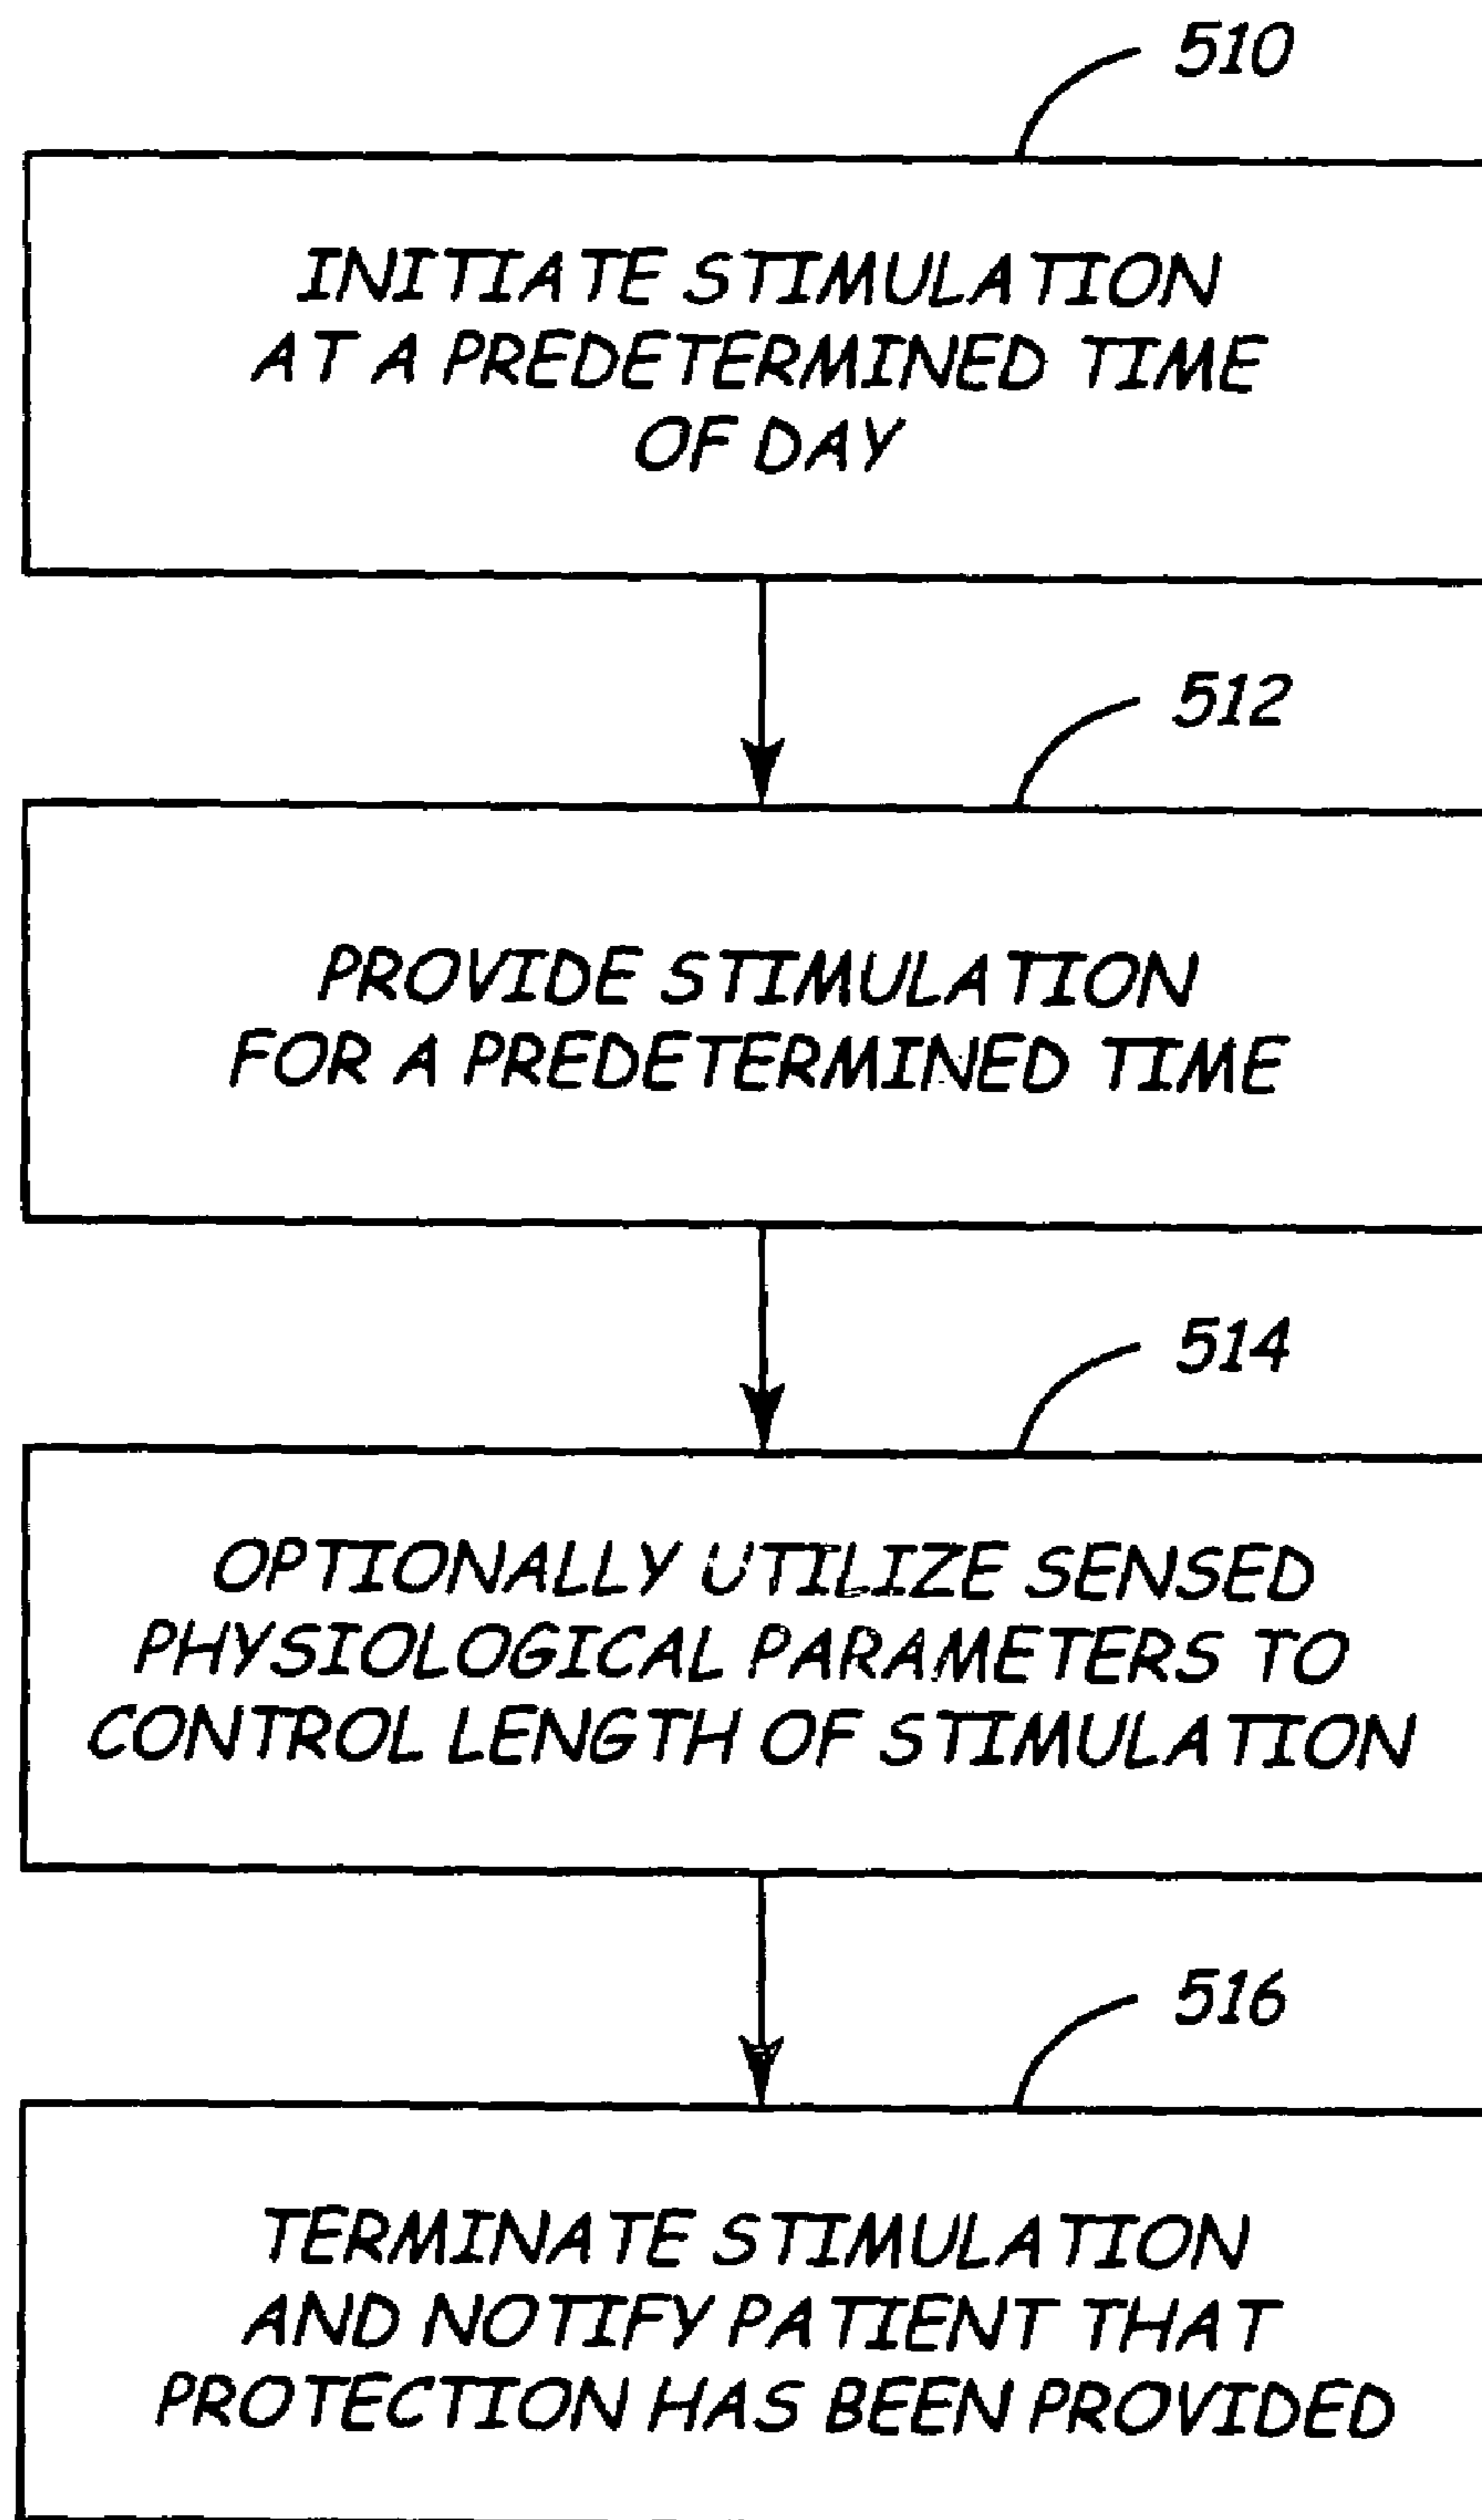 510
INITIATE STIMULATION
AT A PREDETERMINED TIME
OF DAY
512
PROVIDE STIMULATION
FOR A PREDETERMINED TIME
514
OPTIONALLY UTILIZE SENSED
PHYSIOLOGICAL PARAMETERS TO
CONTROL LENGTH OF STIMULATION
516
TERMINATE STIMULATION
AND NOTIFY PATIENT THAT
PROTECTION HAS BEEN PROVIDED